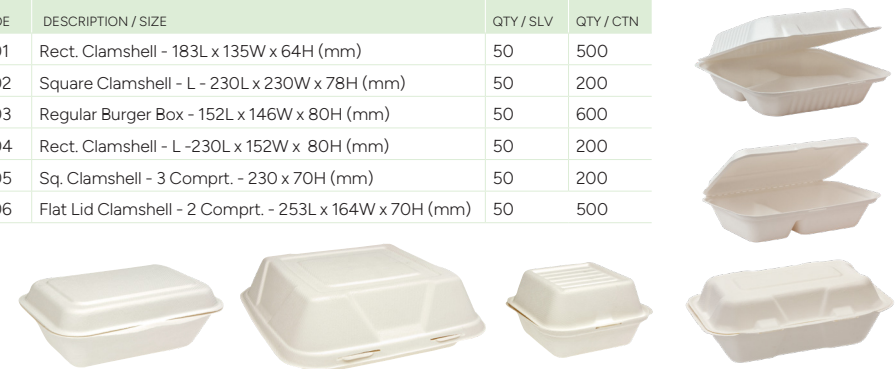 DE DESCRIPTION / SIZE QTY / SLV QTY / CTN
01 Rect. Clamshell - 183L x 135W x 64H (mm) 50 500
02 Square Clamshell - L - 230L x 230W x 78H (mm) 50 200
03 Regular Burger Box - 152L x 146W x 80H (mm) 50 600
04 Rect. Clamshell - L -230L x 152W x 80H (mm) 50 200
05 Sq. Clamshell - 3 Comprt. - 230 x 70H (mm) 50 200
06 Flat Lid Clamshell - 2 Comprt. - 253L x 164W x 70H (mm) 50 500